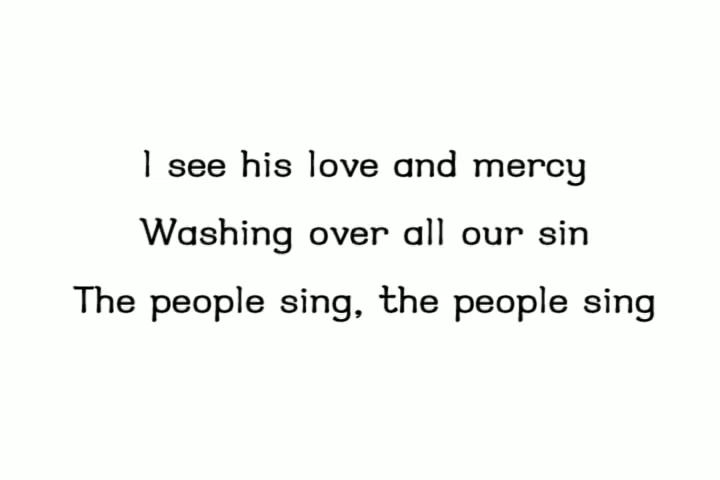 I see his love and mercy
Washing over all our sin
The people sing, the people sing